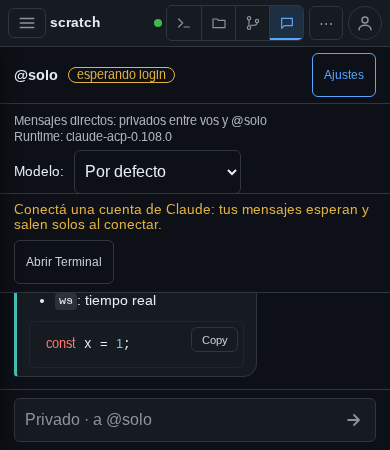 scratch
@solo
esperando login
Ajustes
Mensajes directos: privados entre vos y @solo
Runtime: claude-acp-0.108.0
Modelo:
Por defecto
Conectá una cuenta de Claude: tus mensajes esperan y
salen solos al conectar.
Abrir Terminal
• ws: tiempo real
const x = 1;
Copy
Privado · a @solo